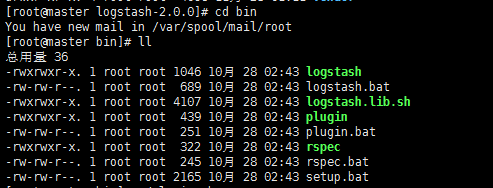 [root@master logstash-2.0.0]# cd bin
You have new mail in /var/spool/mail/root
[root@master bin]# ll
总用量 36
-rwxrwxr-x. 1 root root 1046 10月 28 02:43 logstash
-rw-rw-r--. 1 root root  689 10月 28 02:43 logstash.bat
-rwxrwxr-x. 1 root root 4107 10月 28 02:43 logstash.lib.sh
-rwxrwxr-x. 1 root root  439 10月 28 02:43 plugin
-rw-rw-r--. 1 root root  251 10月 28 02:43 plugin.bat
-rwxrwxr-x. 1 root root  322 10月 28 02:43 rspec
-rw-rw-r--. 1 root root  245 10月 28 02:43 rspec.bat
-rw-rw-r--. 1 root root 2165 10月 28 02:43 setup.bat